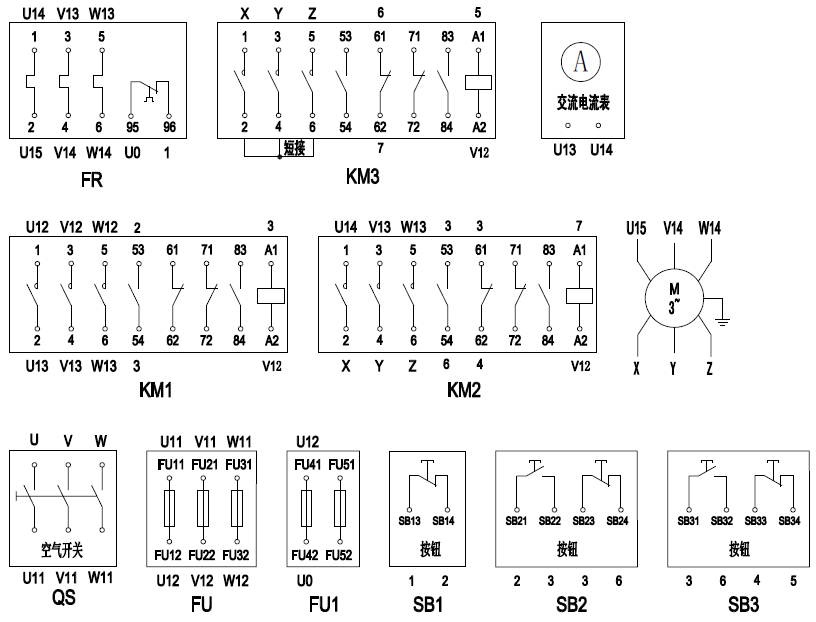 U14 V13 W13
1 3 5
2 4 6 95 96
U15 V14 W14 U0 1
FR
X Y Z 6 5
1 3 5 53 61 71 83 A1
2 4 6 54 62 72 84 A2
短接 7 V12
KM3
A
交流电流表
U13 U14
U12 V12 W12 2 3
1 3 5 53 61 71 83 A1
2 4 6 54 62 72 84 A2
U13 V13 W13 3 V12
KM1
U14 V13 W13 3 3 7
1 3 5 53 61 71 83 A1
2 4 6 54 62 72 84 A2
X Y Z 6 4 V12
KM2
U15 V14 W14
M
3~
X Y Z
U V W
空气开关
U11 V11 W11
QS
U11 V11 W11
FU11 FU21 FU31
FU12 FU22 FU32
U12 V12 W12
FU
U12
FU41 FU51
FU42 FU52
U0
FU1
SB13 SB14
按钮
1 2
SB1
SB21 SB22 SB23 SB24
按钮
2 3 3 6
SB2
SB31 SB32 SB33 SB34
按钮
3 6 4 5
SB3